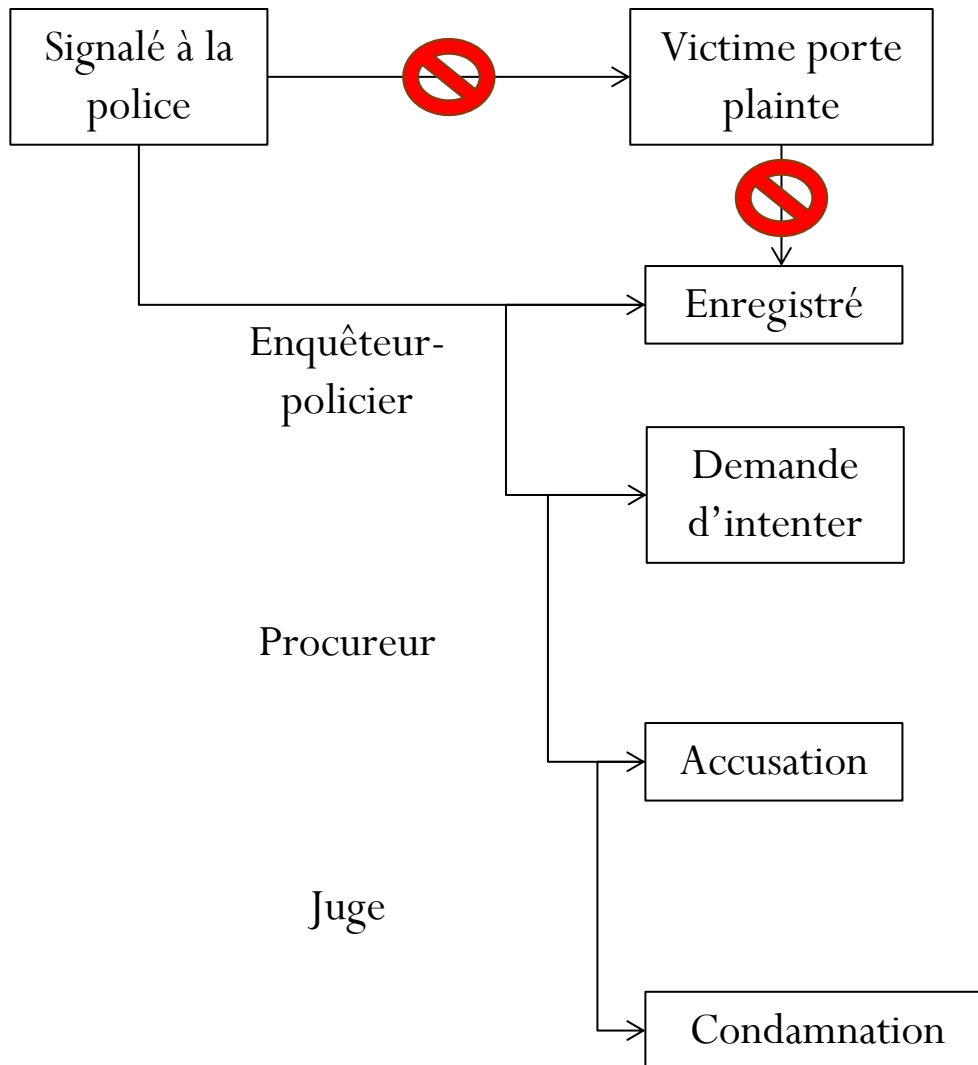 Signalé à la
police
Victime porte
plainte
Enregistré
Enquêteur-
policier
Demande
d’intenter
Procureur
Accusation
Juge
Condamnation